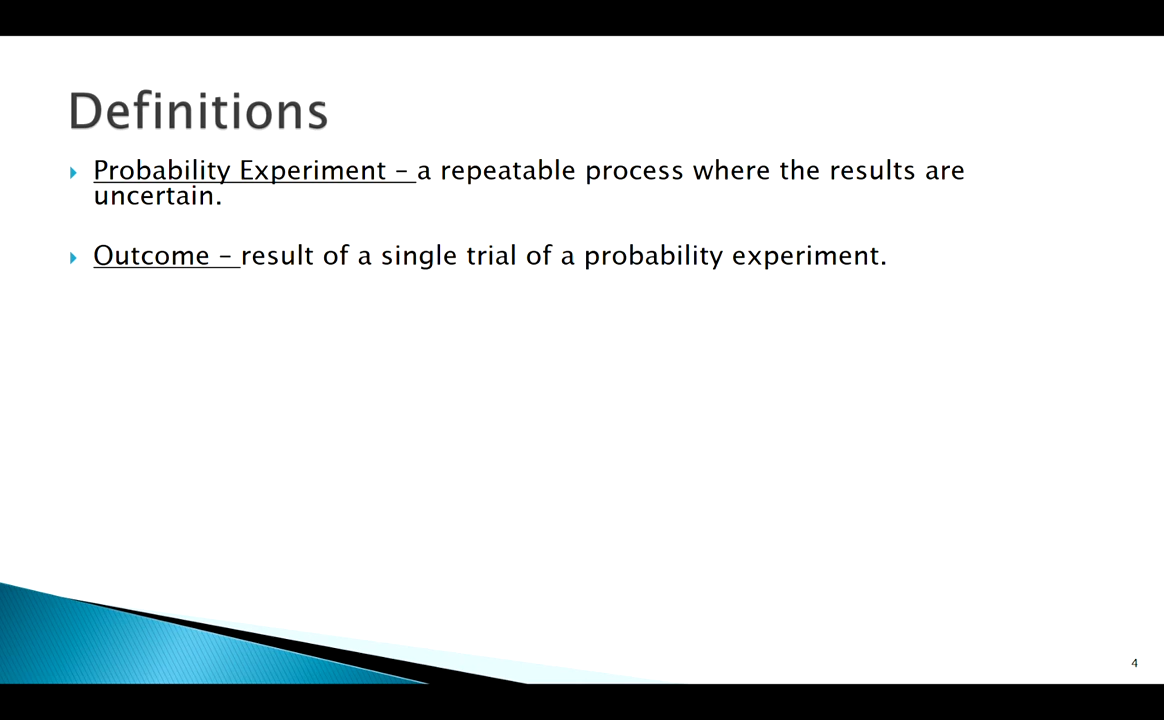 Definitions
Probability Experiment – a repeatable process where the results are
uncertain.
Outcome – result of a single trial of a probability experiment.
4